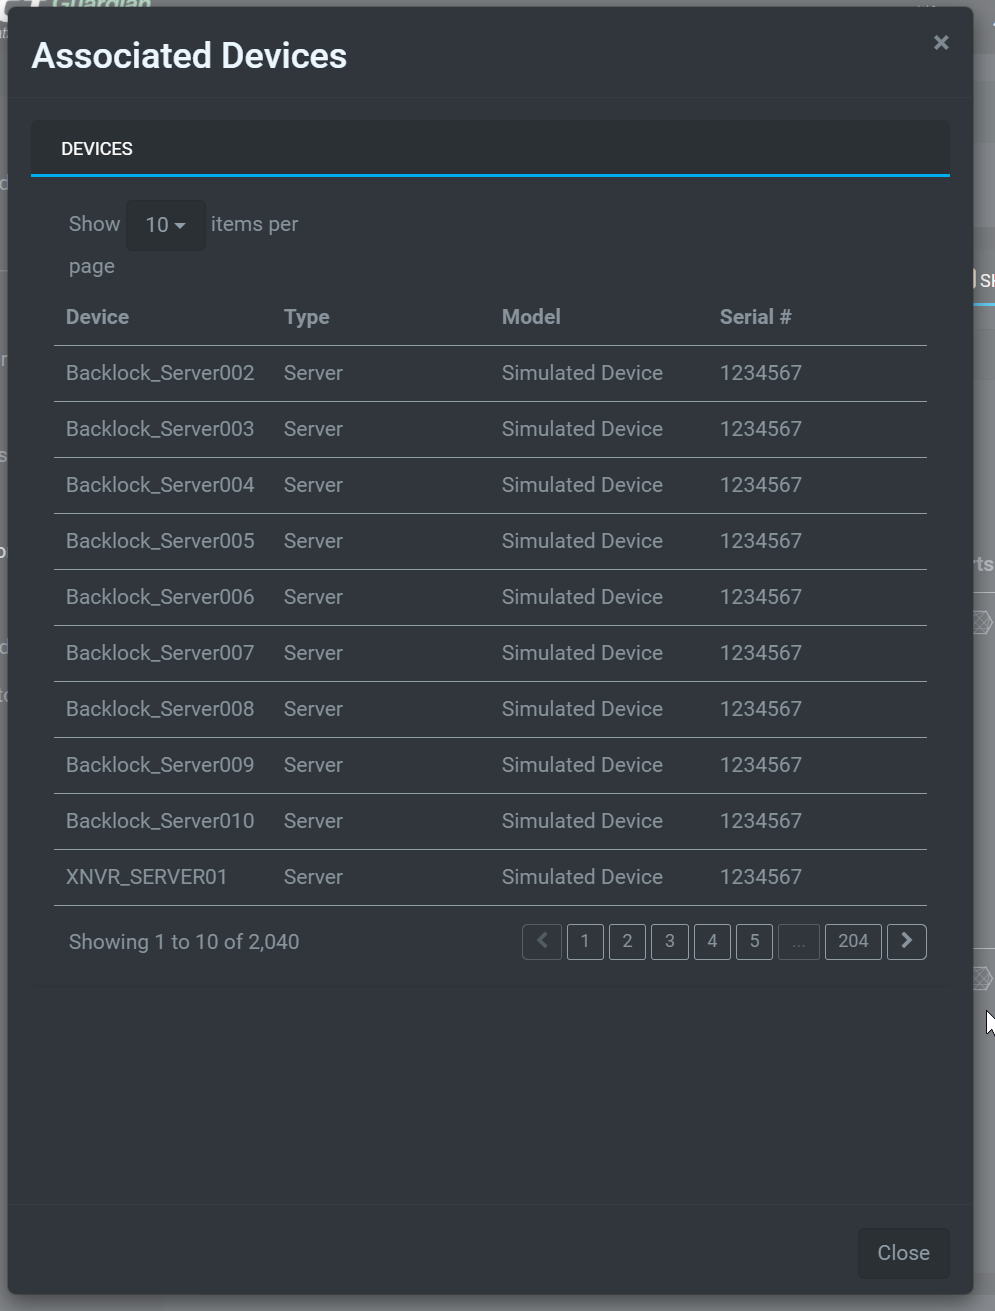 Guardian
Associated Devices
×
DEVICES
Show 10 items per
page
Device Type Model Serial #
Backlock_Server002 Server Simulated Device 1234567
Backlock_Server003 Server Simulated Device 1234567
Backlock_Server004 Server Simulated Device 1234567
Backlock_Server005 Server Simulated Device 1234567
Backlock_Server006 Server Simulated Device 1234567
Backlock_Server007 Server Simulated Device 1234567
Backlock_Server008 Server Simulated Device 1234567
Backlock_Server009 Server Simulated Device 1234567
Backlock_Server010 Server Simulated Device 1234567
XNVR_SERVER01 Server Simulated Device 1234567
Showing 1 to 10 of 2,040 1 2 3 4 5 ... 204
Close